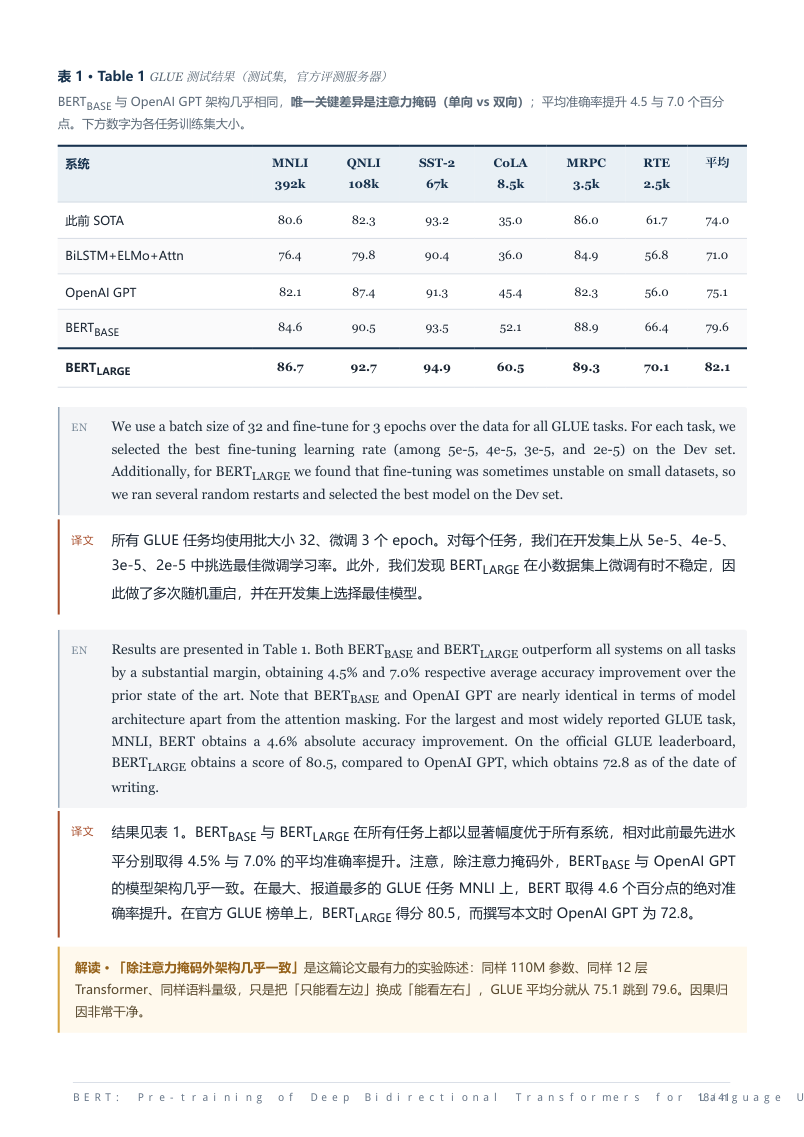 表 1 · Table 1 GLUE 测试结果（测试集，官方评测服务器）
BERT_BASE 与 OpenAI GPT 架构几乎相同，唯一关键差异是注意力掩码（单向 vs 双向）；平均准确率提升 4.5 与 7.0 个百分
点。下方数字为各任务训练集大小。
系统 MNLI QNLI SST-2 CoLA MRPC RTE 平均
392k 108k 67k 8.5k 3.5k 2.5k
此前 SOTA 80.6 82.3 93.2 35.0 86.0 61.7 74.0
BiLSTM+ELMo+Attn 76.4 79.8 90.4 36.0 84.9 56.8 71.0
OpenAI GPT 82.1 87.4 91.3 45.4 82.3 56.0 75.1
BERT_BASE 84.6 90.5 93.5 52.1 88.9 66.4 79.6
BERT_LARGE 86.7 92.7 94.9 60.5 89.3 70.1 82.1
EN We use a batch size of 32 and fine-tune for 3 epochs over the data for all GLUE tasks. For each task, we
selected the best fine-tuning learning rate (among 5e-5, 4e-5, 3e-5, and 2e-5) on the Dev set.
Additionally, for BERT_LARGE we found that fine-tuning was sometimes unstable on small datasets, so
we ran several random restarts and selected the best model on the Dev set.
译文 所有 GLUE 任务均使用批大小 32、微调 3 个 epoch。对每个任务，我们在开发集上从 5e-5、4e-5、
3e-5、2e-5 中挑选最佳微调学习率。此外，我们发现 BERT_LARGE 在小数据集上微调有时不稳定，因
此做了多次随机重启，并在开发集上选择最佳模型。
EN Results are presented in Table 1. Both BERT_BASE and BERT_LARGE outperform all systems on all tasks
by a substantial margin, obtaining 4.5% and 7.0% respective average accuracy improvement over the
prior state of the art. Note that BERT_BASE and OpenAI GPT are nearly identical in terms of model
architecture apart from the attention masking. For the largest and most widely reported GLUE task,
MNLI, BERT obtains a 4.6% absolute accuracy improvement. On the official GLUE leaderboard,
BERT_LARGE obtains a score of 80.5, compared to OpenAI GPT, which obtains 72.8 as of the date of
writing.
译文 结果见表 1。BERT_BASE 与 BERT_LARGE 在所有任务上都以显著幅度优于所有系统，相对此前最先进水
平分别取得 4.5% 与 7.0% 的平均准确率提升。注意，除注意力掩码外，BERT_BASE 与 OpenAI GPT
的模型架构几乎一致。在最大、报道最多的 GLUE 任务 MNLI 上，BERT 取得 4.6 个百分点的绝对准
确率提升。在官方 GLUE 榜单上，BERT_LARGE 得分 80.5，而撰写本文时 OpenAI GPT 为 72.8。
解读 · 「除注意力掩码外架构几乎一致」是这篇论文最有力的实验陈述：同样 110M 参数、同样 12 层
Transformer、同样语料量级，只是把「只能看左边」换成「能看左右」，GLUE 平均分就从 75.1 跳到 79.6。因果归
因非常干净。
BERT: Pre-training of Deep Bidirectional Transformers for Language U